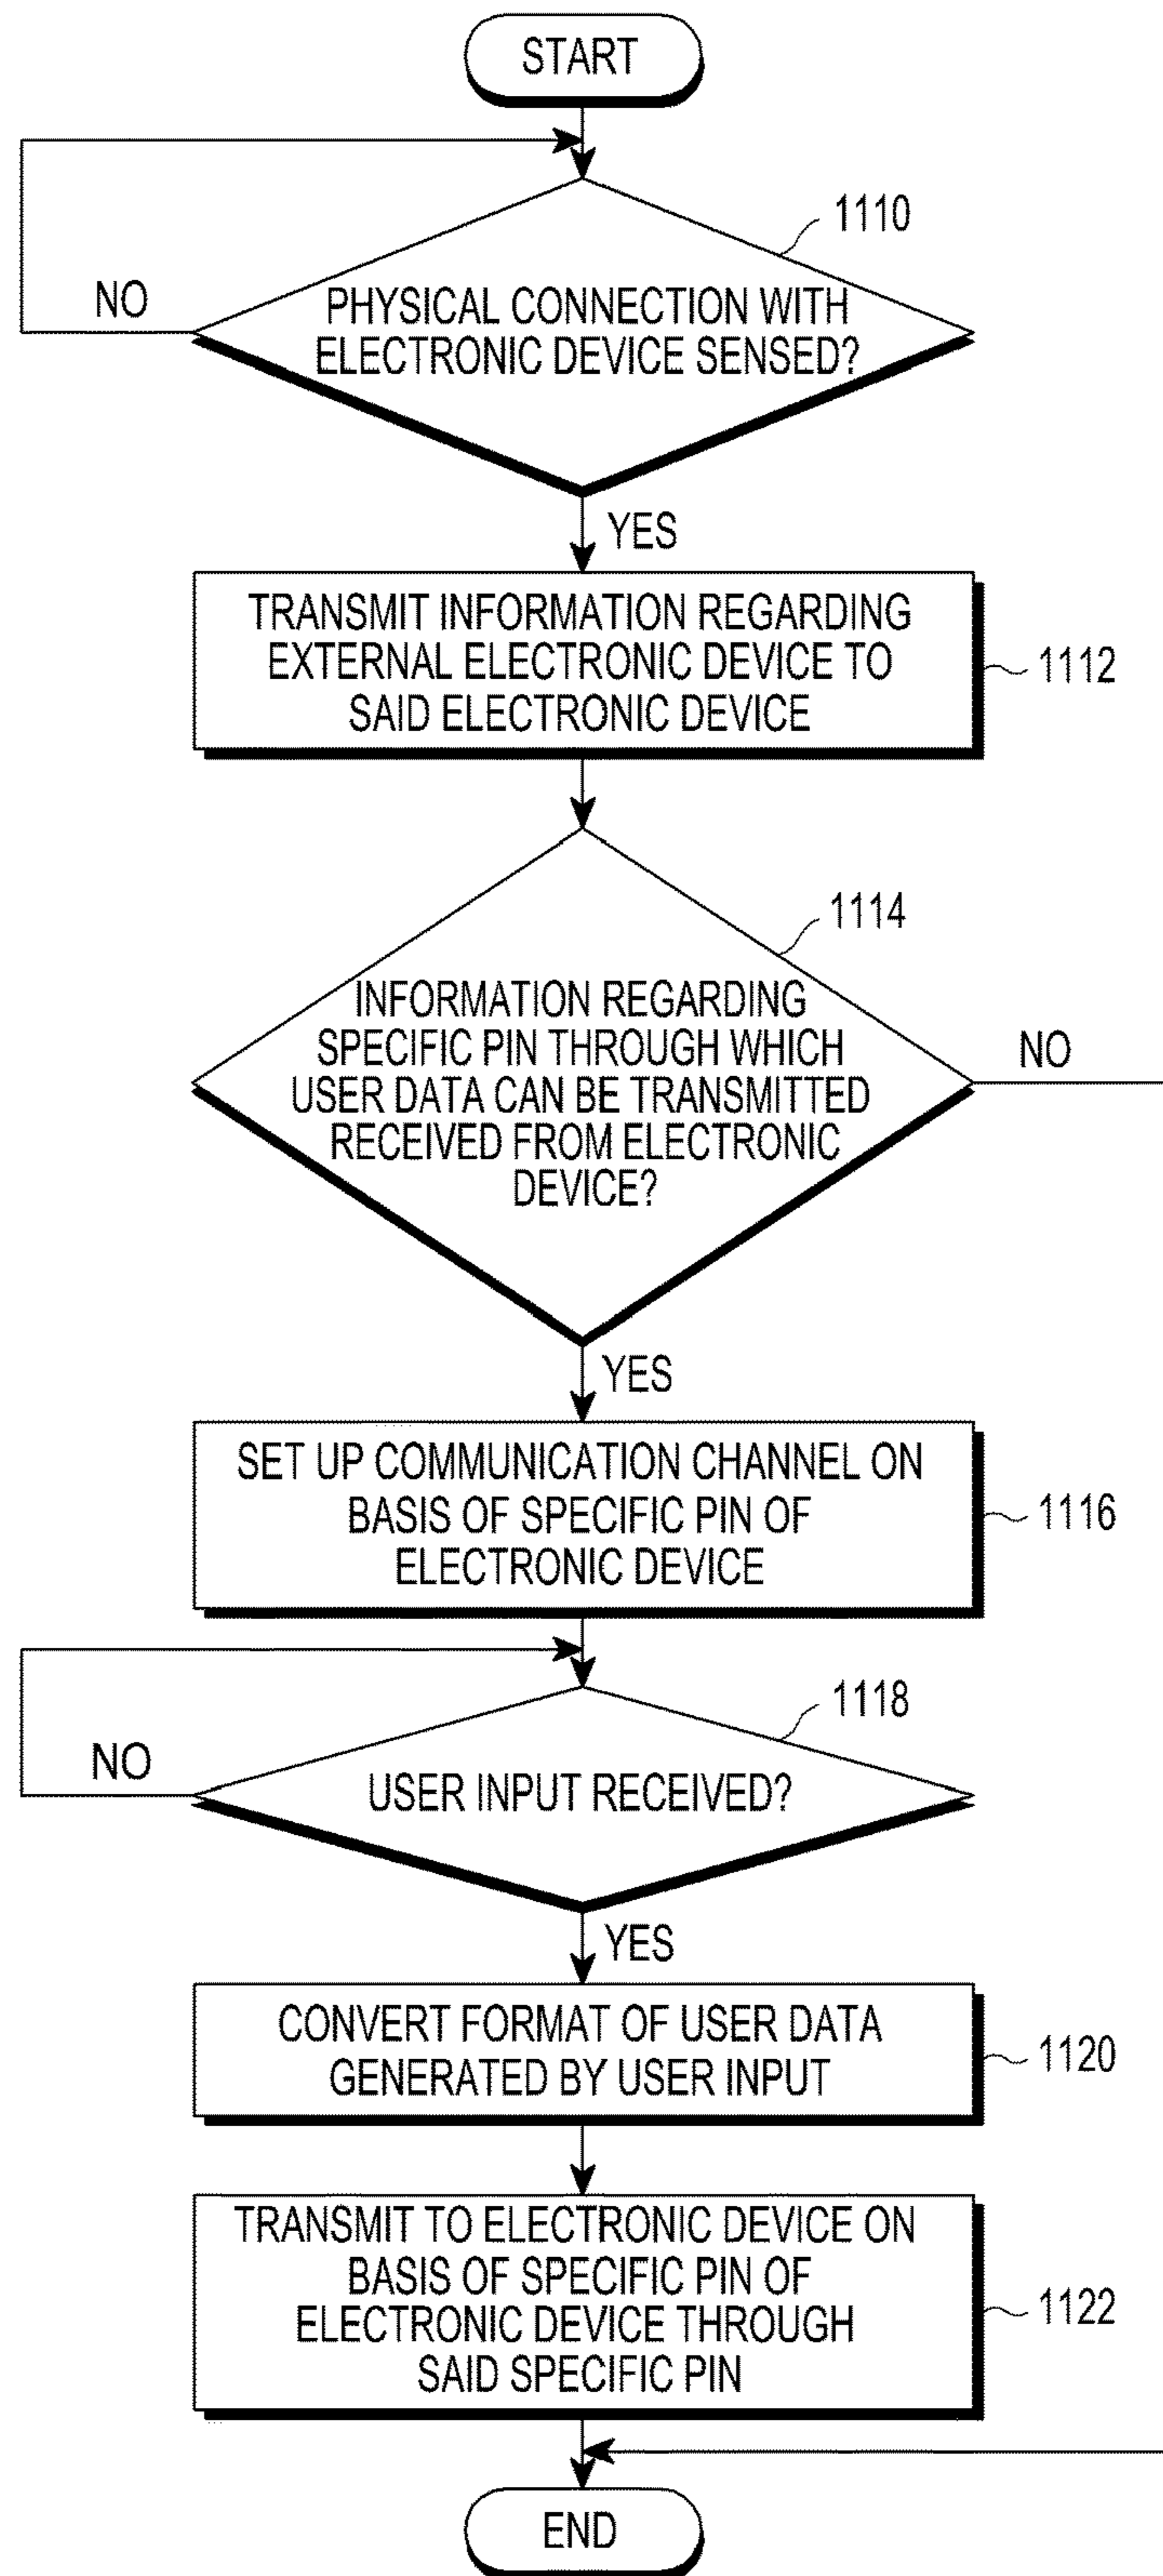 START
1110
NO
PHYSICAL CONNECTION WITH
ELECTRONIC DEVICE SENSED?
YES
TRANSMIT INFORMATION REGARDING
EXTERNAL ELECTRONIC DEVICE TO
SAID ELECTRONIC DEVICE
1112
1114
INFORMATION REGARDING
SPECIFIC PIN THROUGH WHICH
USER DATA CAN BE TRANSMITTED
RECEIVED FROM ELECTRONIC
DEVICE?
NO
YES
SET UP COMMUNICATION CHANNEL ON
BASIS OF SPECIFIC PIN OF
ELECTRONIC DEVICE
1116
1118
NO
USER INPUT RECEIVED?
YES
CONVERT FORMAT OF USER DATA
GENERATED BY USER INPUT
1120
TRANSMIT TO ELECTRONIC DEVICE ON
BASIS OF SPECIFIC PIN OF
ELECTRONIC DEVICE THROUGH
SAID SPECIFIC PIN
1122
END